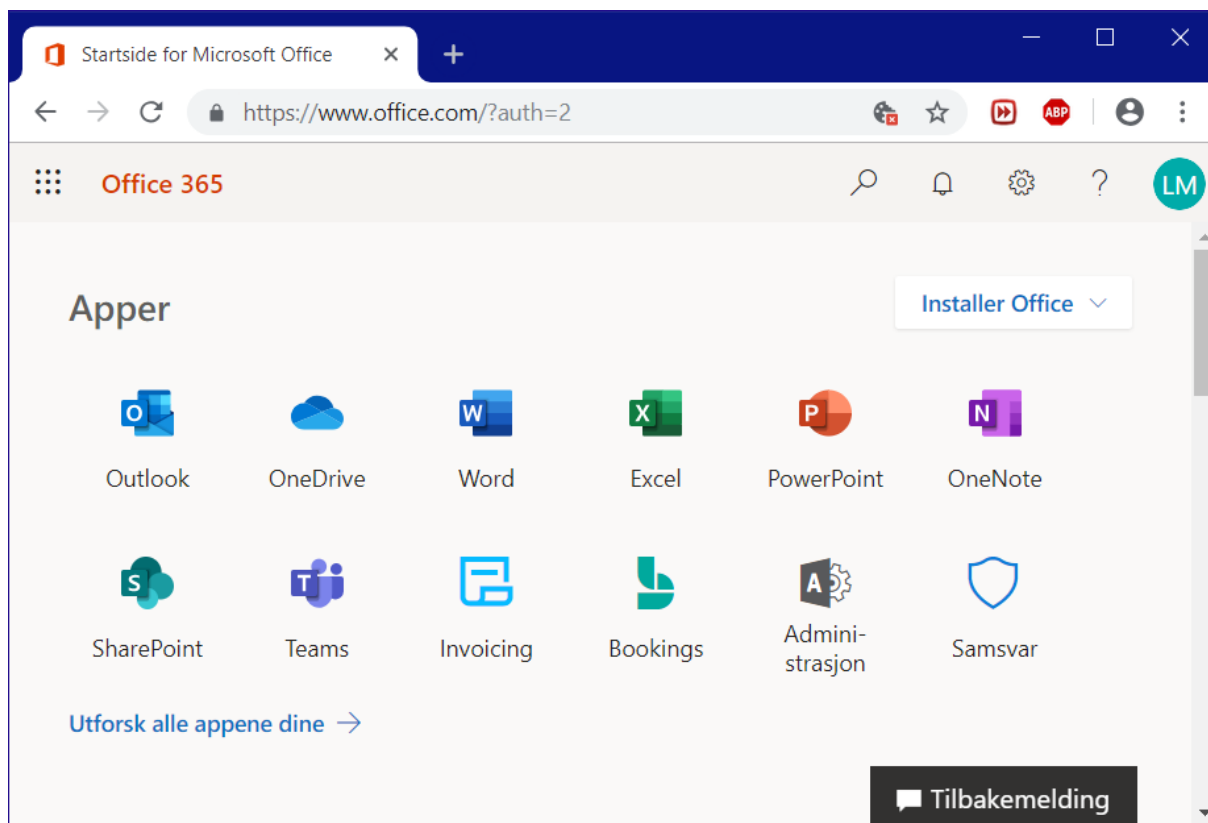 Startside for Microsoft Office
https://www.office.com/?auth=2
ABP
Office 365
LM
Apper
Installer Office
O
W
X
P
N
Outlook
OneDrive
Word
Excel
PowerPoint
OneNote
S
T
A
SharePoint
Teams
Invoicing
Bookings
Admini-
strasjon
Samsvar
Utforsk alle appene dine
Tilbakemelding